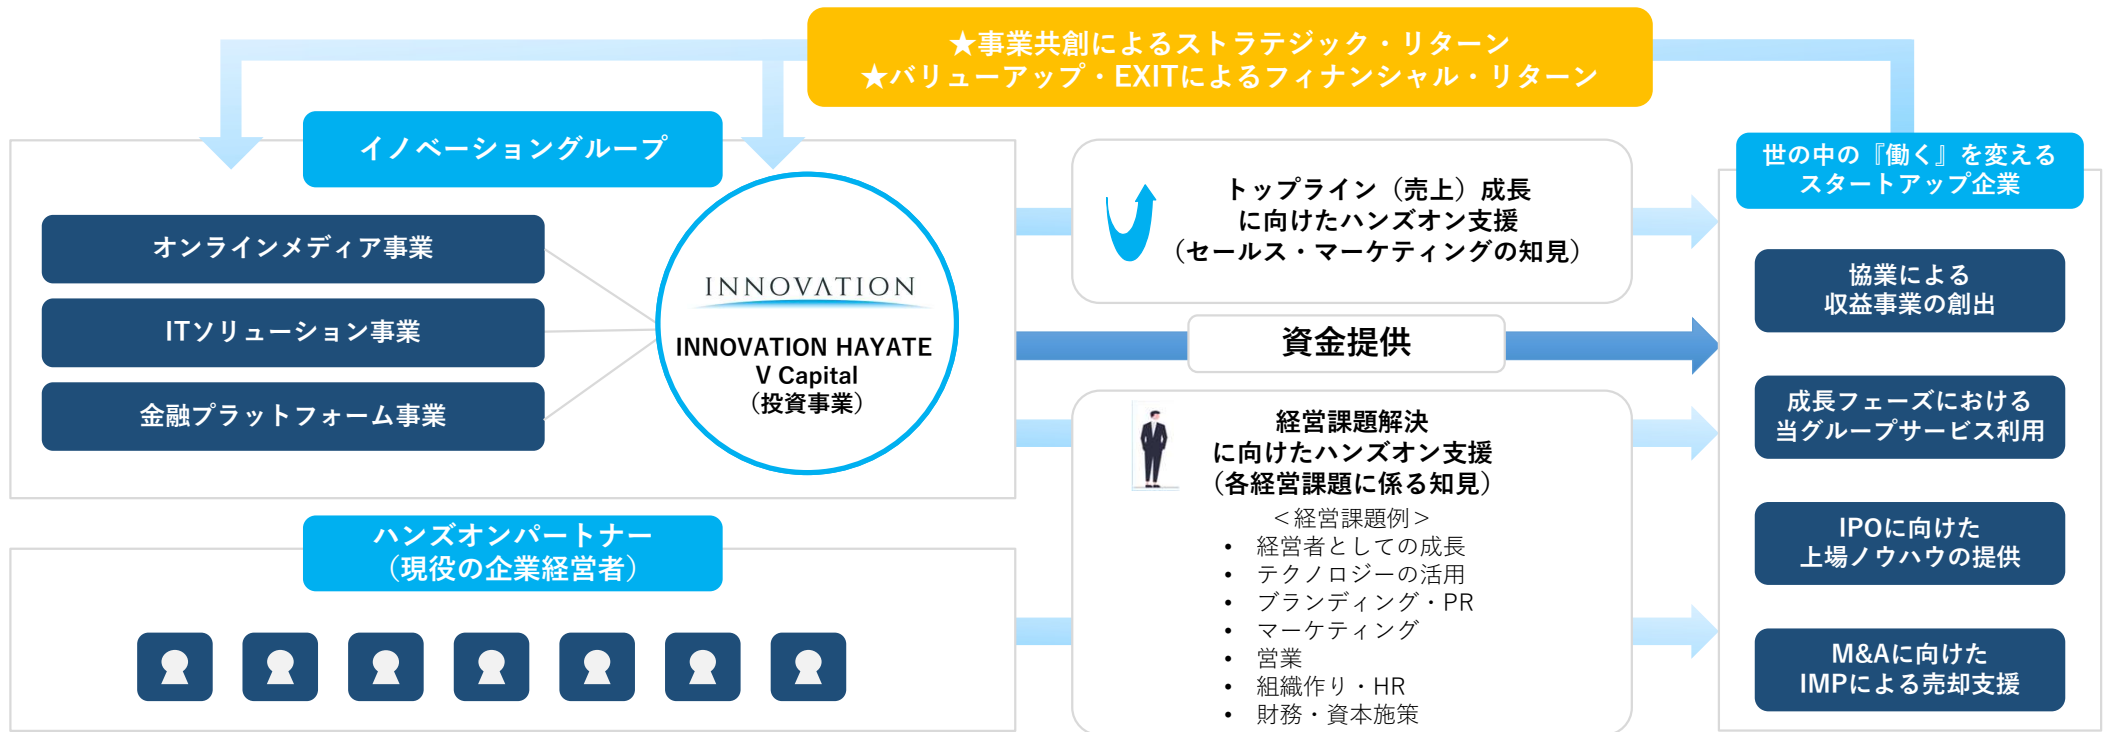 ★事業共創によるストラテジック・リターン
★バリューアップ・EXITによるフィナンシャル・リターン
イノベーショングループ
オンラインメディア事業
ITソリューション事業
金融プラットフォーム事業
INNOVATION
INNOVATION HAYATE
V Capital
（投資事業）
ハンズオンパートナー
（現役の企業経営者）
トップライン（売上）成長
に向けたハンズオン支援
（セールス・マーケティングの知見）
資金提供
経営課題解決
に向けたハンズオン支援
（各経営課題に係る知見）
＜経営課題例＞
• 経営者としての成長
• テクノロジーの活用
• ブランディング・PR
• マーケティング
• 営業
• 組織作り・HR
• 財務・資本施策
世の中の『働く』を変える
スタートアップ企業
協業による
収益事業の創出
成長フェーズにおける
当グループサービス利用
IPOに向けた
上場ノウハウの提供
M&Aに向けた
IMPによる売却支援